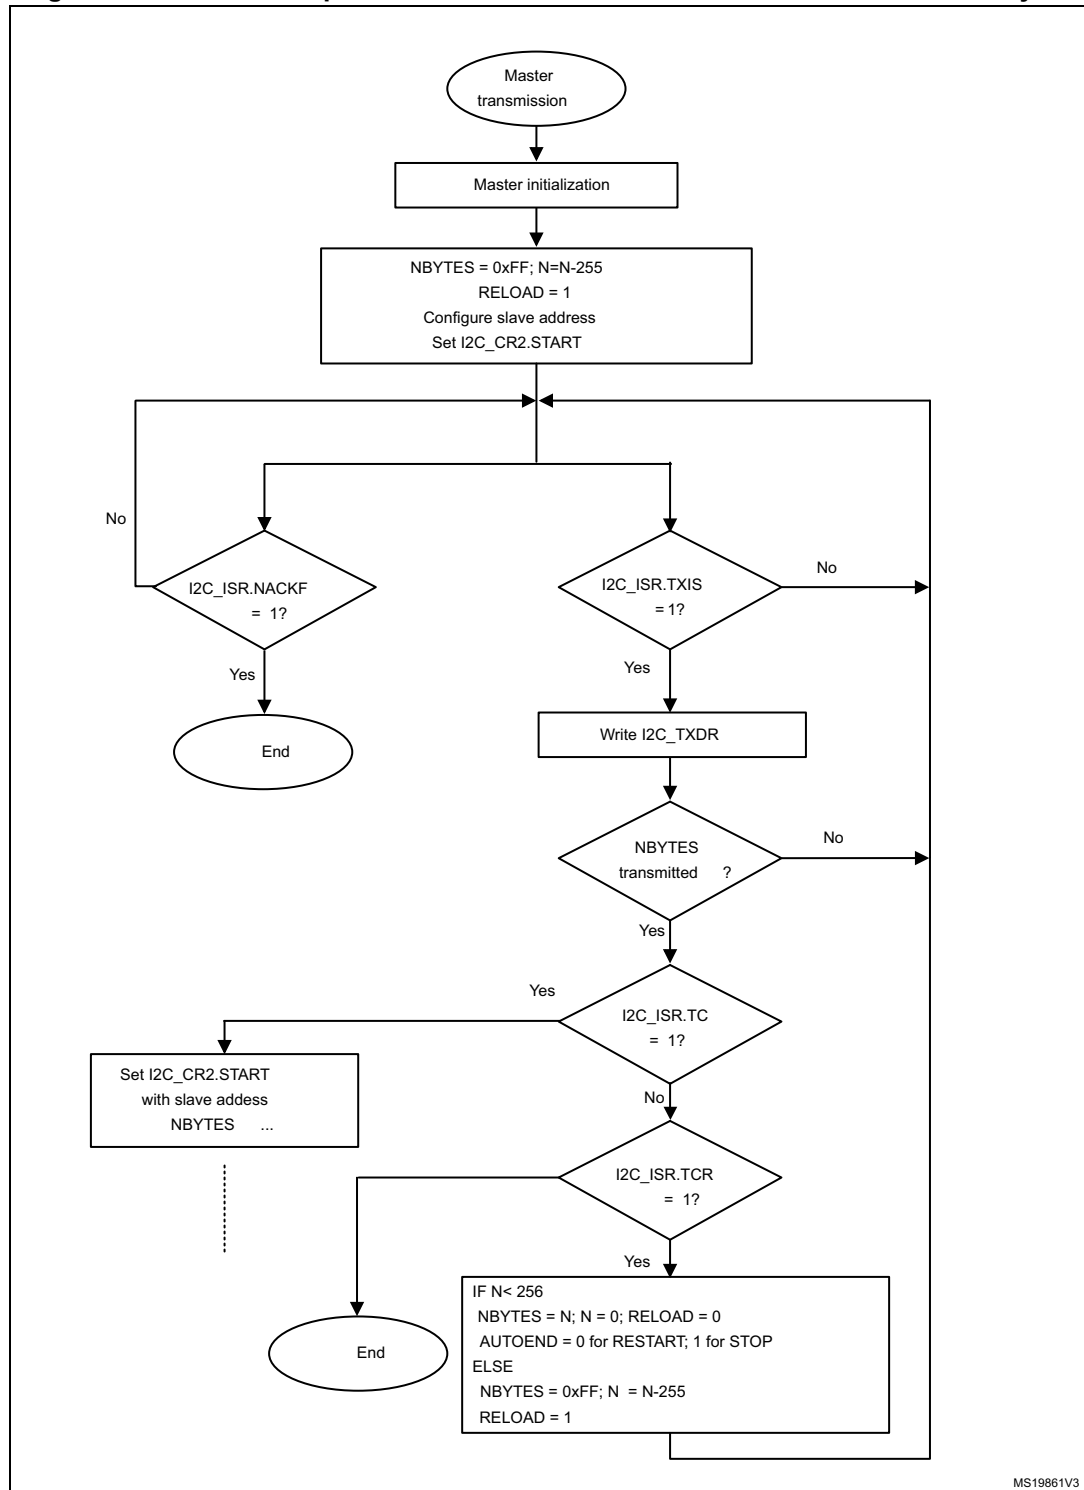 Master
transmission
Master initialization
NBYTES = 0xFF; N=N-255
RELOAD = 1
Configure slave address
Set I2C_CR2.START
No
I2C_ISR.NACKF
= 1?
Yes
End
I2C_ISR.TXIS
= 1?
No
Yes
Write I2C_TXDR
NBYTES
transmitted ?
No
Yes
I2C_ISR.TC
= 1?
Yes
Set I2C_CR2.START
with slave addess
NBYTES ...
No
I2C_ISR.TCR
= 1?
Yes
End
IF N< 256
NBYTES = N; N = 0; RELOAD = 0
AUTOEND = 0 for RESTART; 1 for STOP
ELSE
NBYTES = 0xFF; N = N-255
RELOAD = 1
MS19861V3